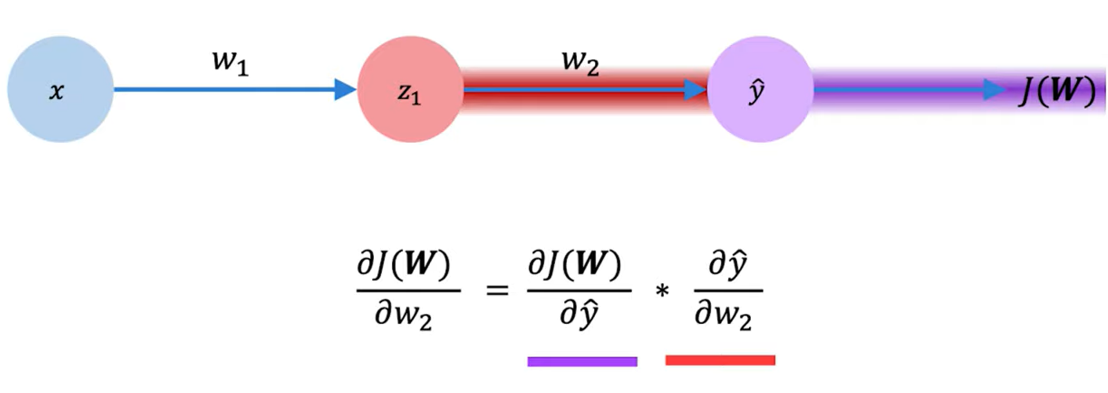 x w₁ z₁ w₂ ŷ J(W)
∂J(W)/∂w₂ = ∂J(W)/∂ŷ * ∂ŷ/∂w₂